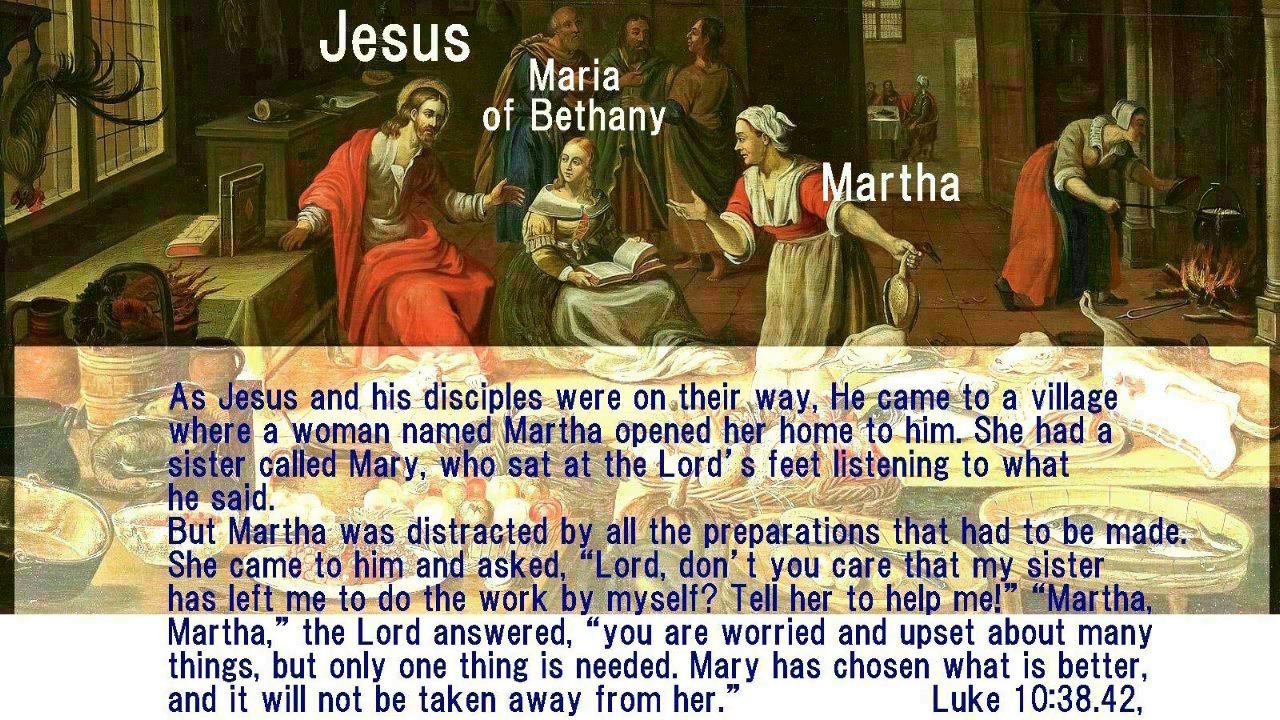 Jesus
Maria
of Bethany
Martha
As Jesus and his disciples were on their way, He came to a village
where a woman named Martha opened her home to him. She had a
sister called Mary, who sat at the Lord’s feet listening to what
he said.
But Martha was distracted by all the preparations that had to be made.
She came to him and asked, “Lord, don’t you care that my sister
has left me to do the work by myself? Tell her to help me!” “Martha,
Martha,” the Lord answered, “you are worried and upset about many
things, but only one thing is needed. Mary has chosen what is better,
and it will not be taken away from her.” Luke 10:38.42,